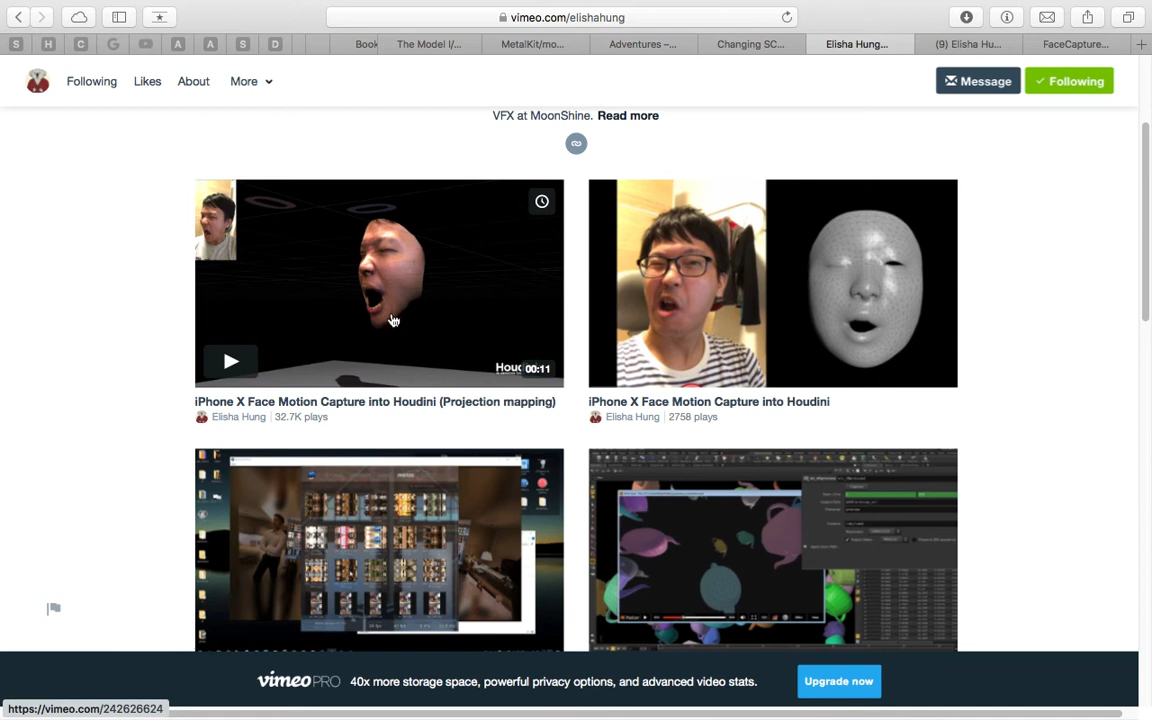 vimeo.com/elishahung
S H C G A A S D Book The Model I/... MetalKit/mo... Adventures –... Changing SC... Elisha Hung... (9) Elisha Hu... FaceCapture...
Following Likes About More Message Following
VFX at MoonShine. Read more
00:11
iPhone X Face Motion Capture into Houdini (Projection mapping)
Elisha Hung 32.7K plays
iPhone X Face Motion Capture into Houdini
Elisha Hung 2758 plays
vimeo PRO 40x more storage space, powerful privacy options, and advanced video stats. Upgrade now
https://vimeo.com/242626624